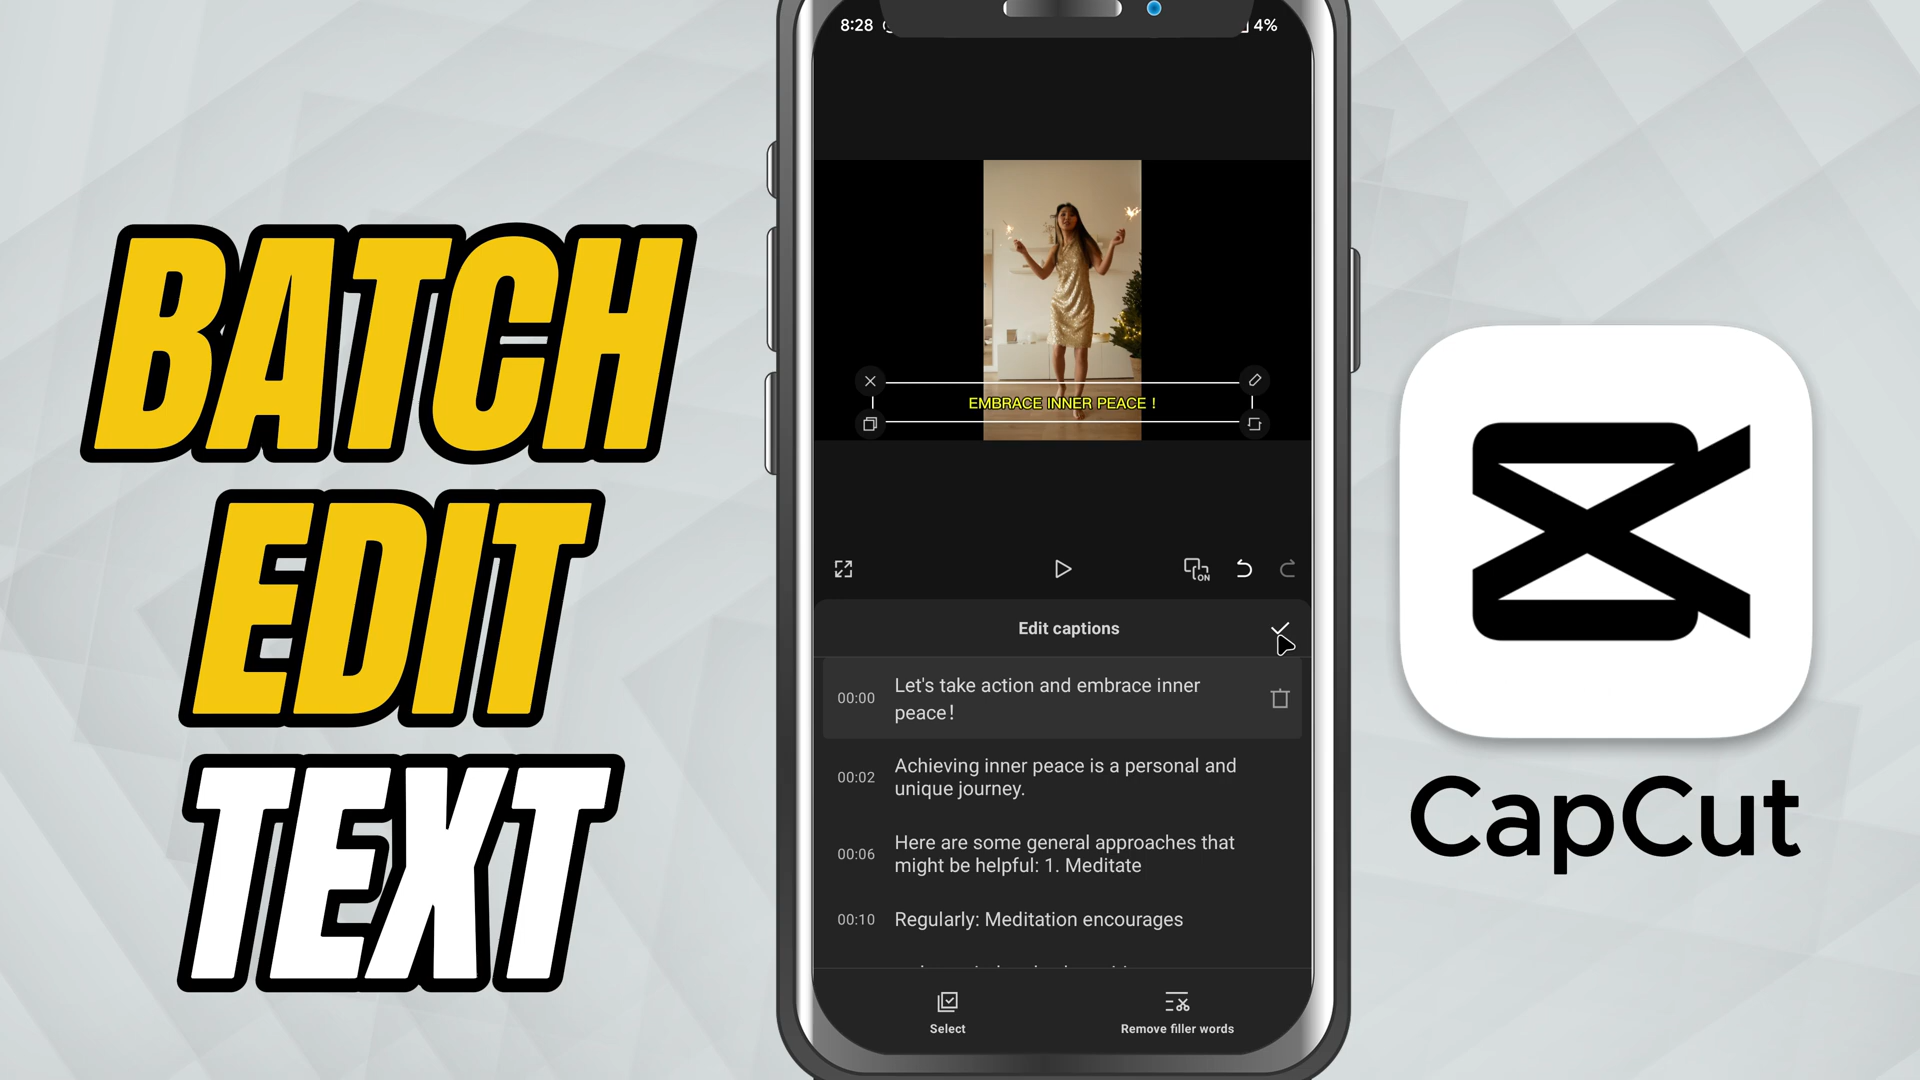 BATCH
EDIT
TEXT
8:28
4%
EMBRACE INNER PEACE !
ON
Edit captions
00:00
Let's take action and embrace inner
peace!
00:02
Achieving inner peace is a personal and
unique journey.
00:06
Here are some general approaches that
might be helpful: 1. Meditate
00:10
Regularly: Meditation encourages
Select
Remove filler words
CapCut